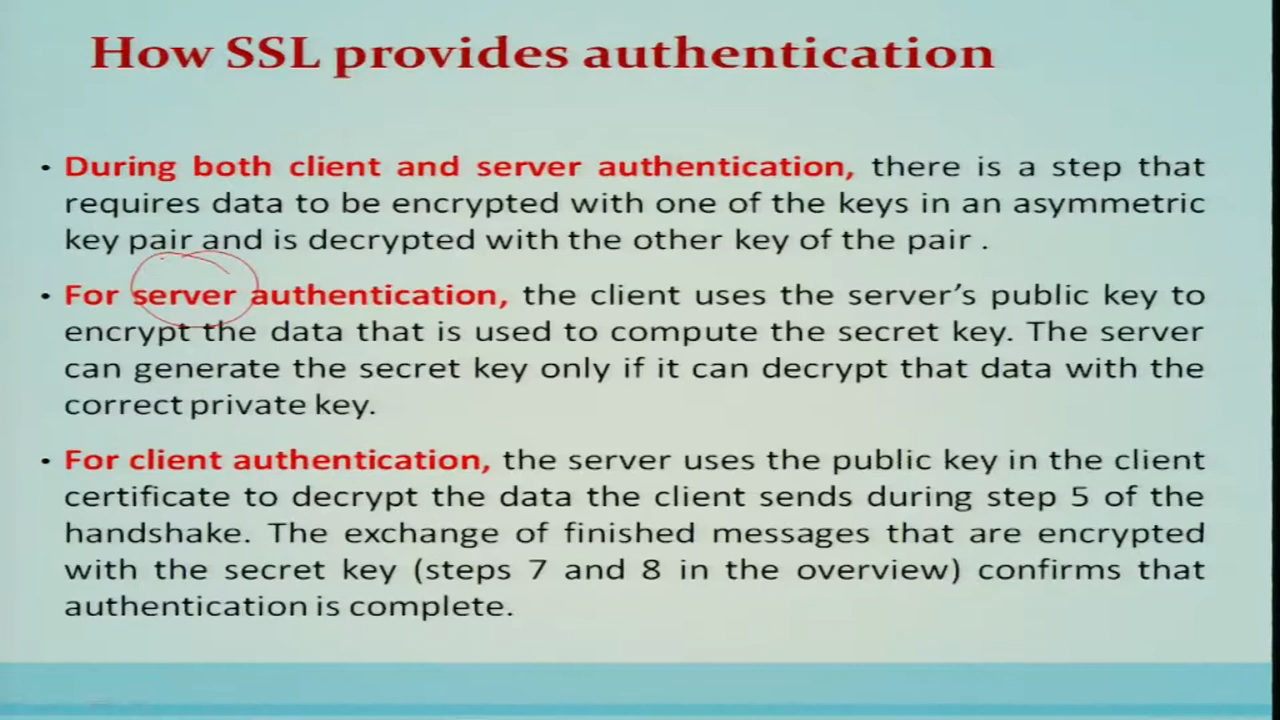 How SSL provides authentication
• During both client and server authentication, there is a step that
requires data to be encrypted with one of the keys in an asymmetric
key pair and is decrypted with the other key of the pair .
• For server authentication, the client uses the server's public key to
encrypt the data that is used to compute the secret key. The server
can generate the secret key only if it can decrypt that data with the
correct private key.
• For client authentication, the server uses the public key in the client
certificate to decrypt the data the client sends during step 5 of the
handshake. The exchange of finished messages that are encrypted
with the secret key (steps 7 and 8 in the overview) confirms that
authentication is complete.